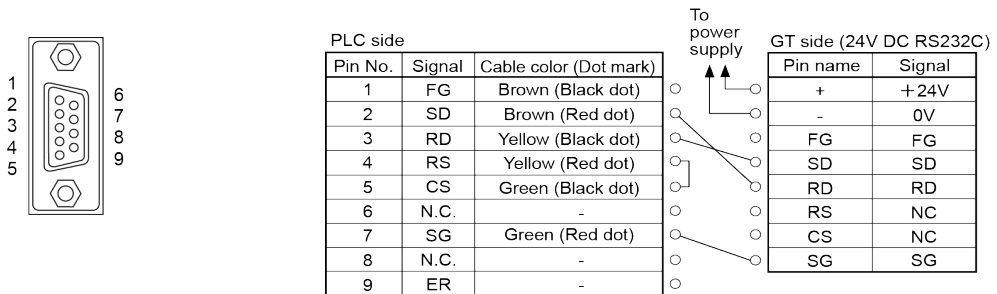 To
power
supply
PLC side
GT side (24V DC RS232C)
Pin No. Signal Cable color (Dot mark)
Pin name Signal
1 FG Brown (Black dot)
+ +24V
2 SD Brown (Red dot)
- 0V
3 RD Yellow (Black dot)
FG FG
4 RS Yellow (Red dot)
SD SD
5 CS Green (Black dot)
RD RD
6 N.C. -
RS NC
7 SG Green (Red dot)
CS NC
8 N.C. -
SG SG
9 ER
1
2
3
4
5
6
7
8
9